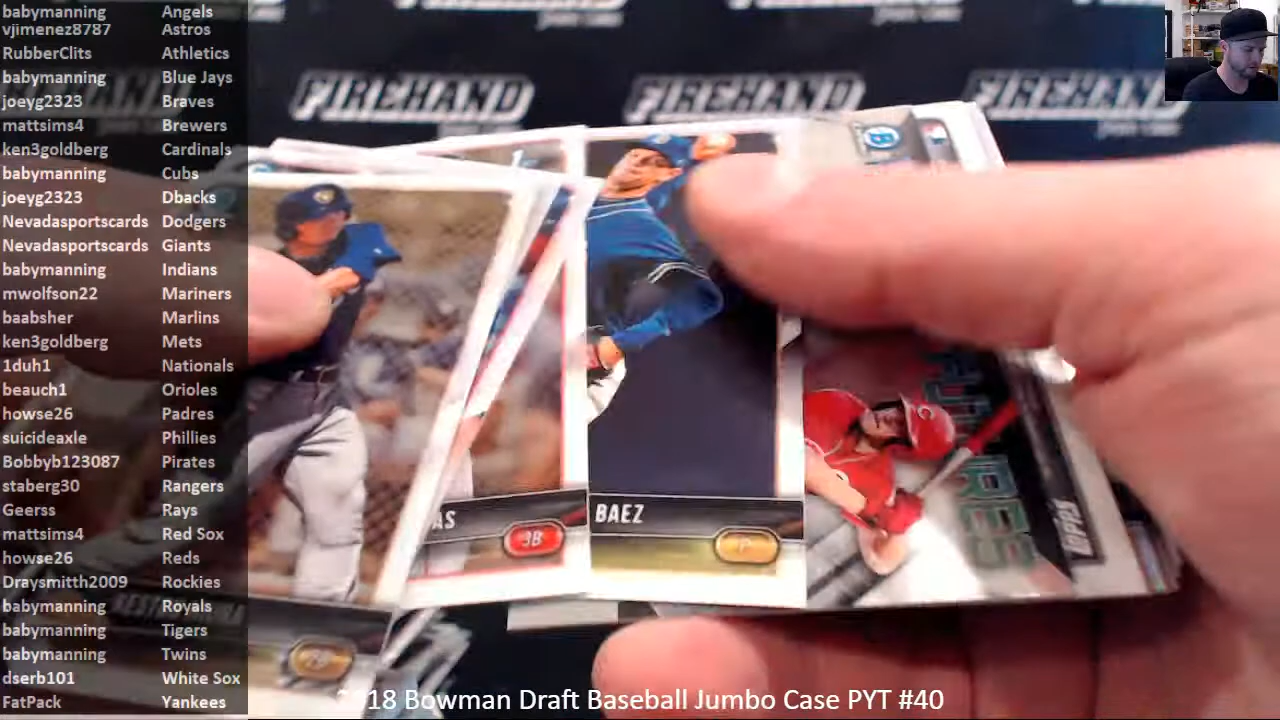 babymanning Angels
vjimenez8787 Astros
RubberClits Athletics
babymanning Blue Jays
joeyg2323 Braves
mattsims4 Brewers
ken3goldberg Cardinals
babymanning Cubs
joeyg2323 Dbacks
Nevadasportscards Dodgers
Nevadasportscards Giants
babymanning Indians
mwolfson22 Mariners
baabsher Marlins
ken3goldberg Mets
1duh1 Nationals
beauch1 Orioles
howse26 Padres
suicideaxle Phillies
Bobbyb123087 Pirates
staberg30 Rangers
Geerss Rays
mattsims4 Red Sox
howse26 Reds
Draysmitth2009 Rockies
babymanning Royals
babymanning Tigers
babymanning Twins
dserb101 White Sox
FatPack Yankees
FIREHAND FIREHAND FIREHAND
AS
3B
BAEZ
P
TOPPS
18 Bowman Draft Baseball Jumbo Case PYT #40